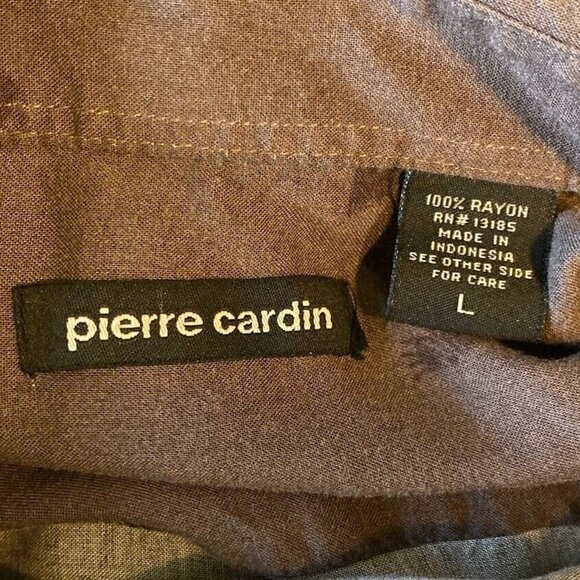 pierre cardin
100% RAYON
RN# 13185
MADE IN
INDONESIA
SEE OTHER SIDE
FOR CARE
L